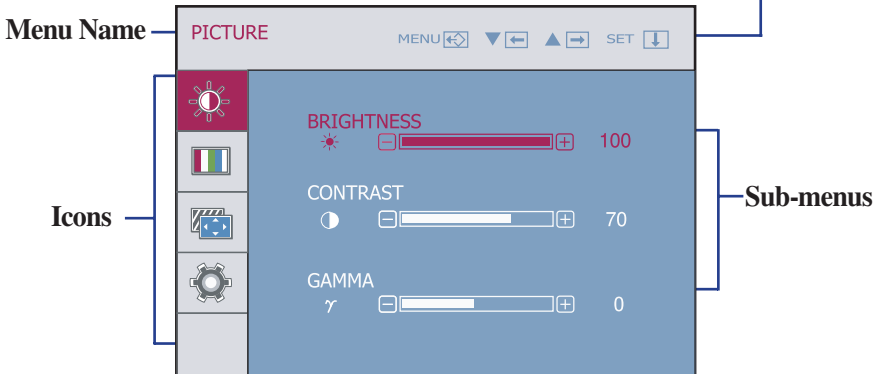 Menu Name
PICTURE
MENU ▼ ▲ SET
BRIGHTNESS
100
CONTRAST
70
Icons
Sub-menus
GAMMA
γ 0